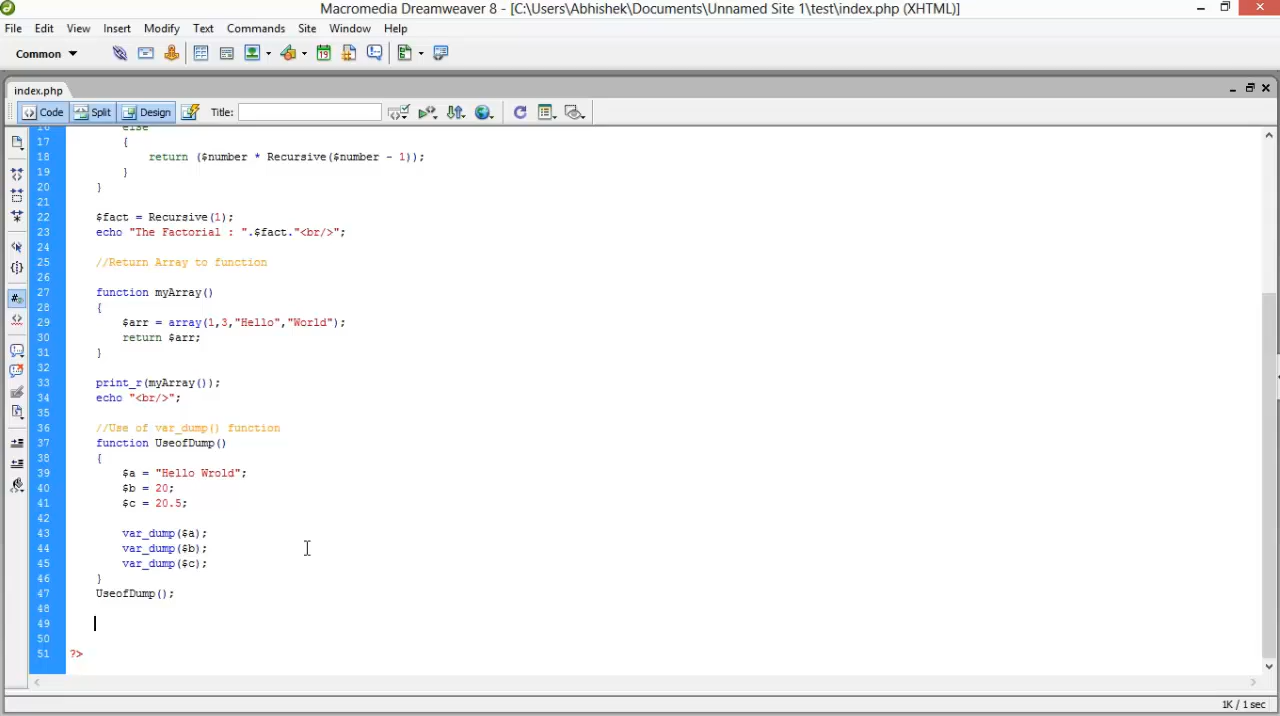 Macromedia Dreamweaver 8 - [C:\Users\Abhishek\Documents\Unnamed Site 1\test\index.php (XHTML)]
File Edit View Insert Modify Text Commands Site Window Help
Common
index.php
Code Split Design Title:
16 else
17 {
18 return ($number * Recursive($number - 1));
19 }
20 }
21
22 $fact = Recursive(1);
23 echo "The Factorial : ".$fact."<br/>";
24
25 //Return Array to function
26
27 function myArray()
28 {
29 $arr = array(1,3,"Hello","World");
30 return $arr;
31 }
32
33 print_r(myArray());
34 echo "<br/>";
35
36 //Use of var_dump() function
37 function UseofDump()
38 {
39 $a = "Hello Wrold";
40 $b = 20;
41 $c = 20.5;
42
43 var_dump($a);
44 var_dump($b);
45 var_dump($c);
46 }
47 UseofDump();
48
49
50
51 ?>
1K / 1 sec